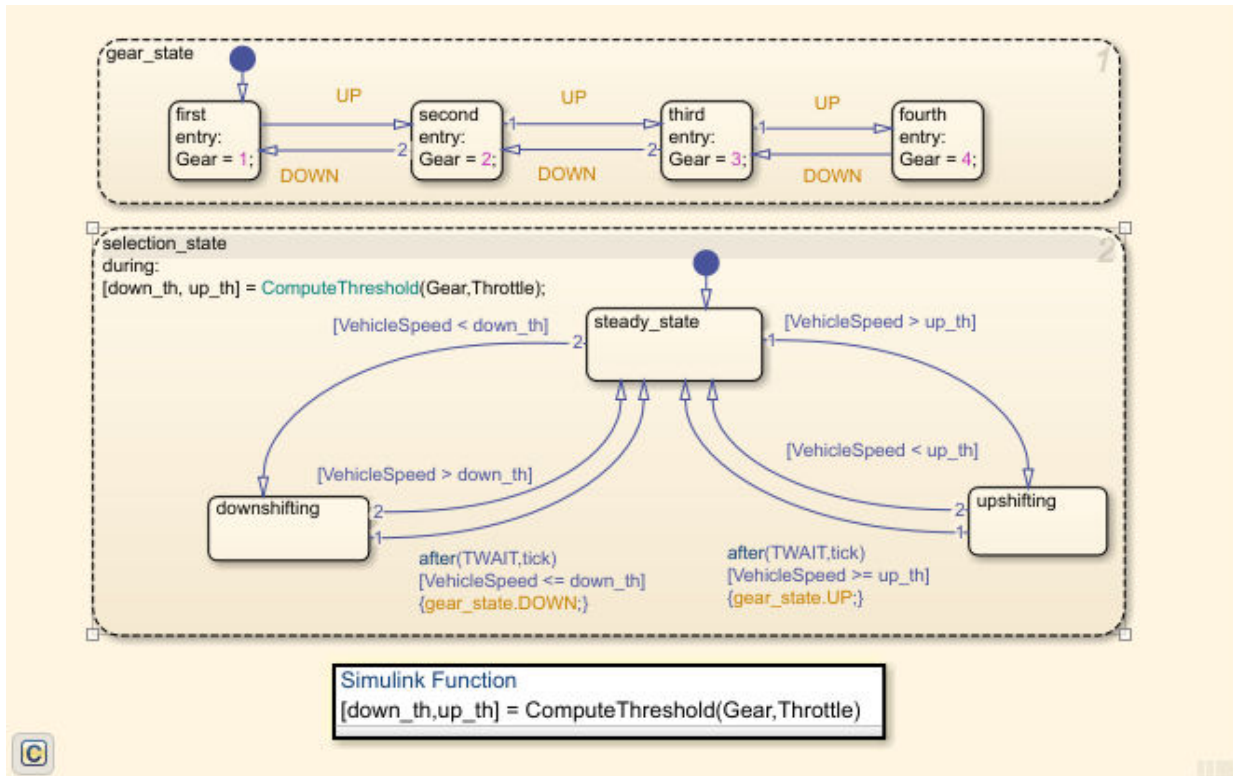 gear_state
1
first
entry:
Gear = 1;
UP
DOWN
second
entry:
Gear = 2;
1
2
UP
DOWN
third
entry:
Gear = 3;
1
2
UP
DOWN
fourth
entry:
Gear = 4;
selection_state
2
during:
[down_th, up_th] = ComputeThreshold(Gear,Throttle);
[VehicleSpeed < down_th]
2
steady_state
1
[VehicleSpeed > up_th]
[VehicleSpeed > down_th]
[VehicleSpeed < up_th]
downshifting
2
1
upshifting
2
1
after(TWAIT,tick)
[VehicleSpeed <= down_th]
{gear_state.DOWN;}
after(TWAIT,tick)
[VehicleSpeed >= up_th]
{gear_state.UP;}
Simulink Function
[down_th,up_th] = ComputeThreshold(Gear,Throttle)
C